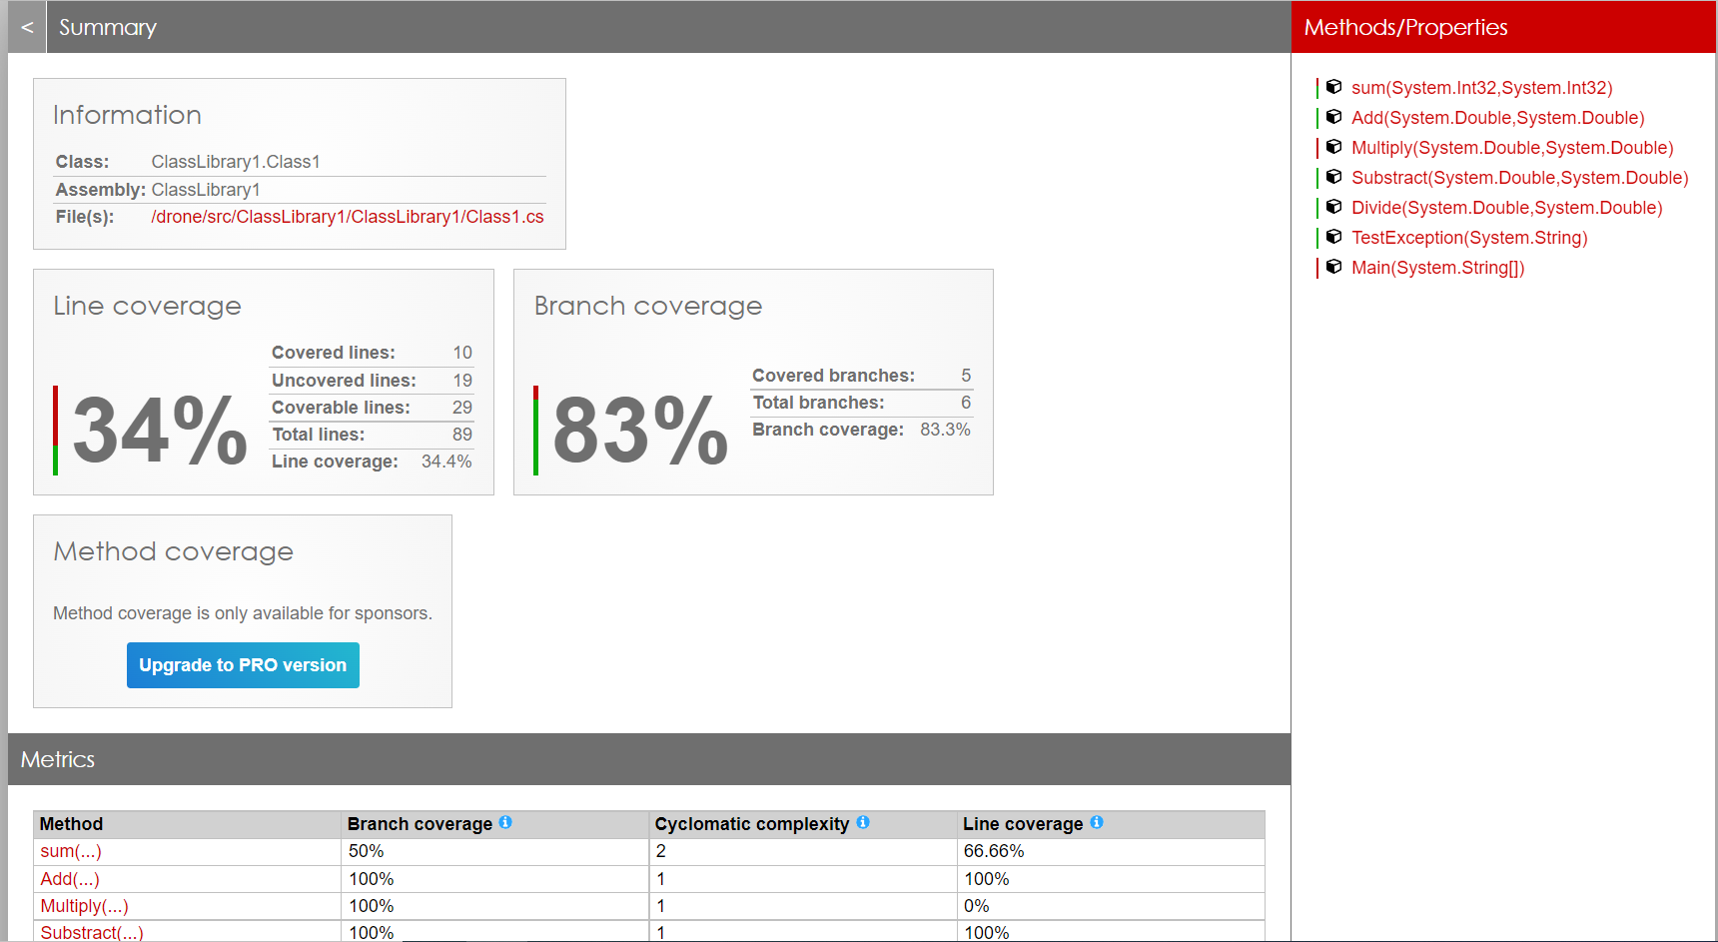 < Summary
Information
Class: ClassLibrary1.Class1
Assembly: ClassLibrary1
File(s): /drone/src/ClassLibrary1/ClassLibrary1/Class1.cs
Line coverage
34%
Covered lines: 10
Uncovered lines: 19
Coverable lines: 29
Total lines: 89
Line coverage: 34.4%
Branch coverage
83%
Covered branches: 5
Total branches: 6
Branch coverage: 83.3%
Method coverage
Method coverage is only available for sponsors.
Upgrade to PRO version
Metrics
Method Branch coverage Cyclomatic complexity Line coverage
sum(...) 50% 2 66.66%
Add(...) 100% 1 100%
Multiply(...) 100% 1 0%
Substract(...) 100% 1 100%
Methods/Properties
sum(System.Int32,System.Int32)
Add(System.Double,System.Double)
Multiply(System.Double,System.Double)
Substract(System.Double,System.Double)
Divide(System.Double,System.Double)
TestException(System.String)
Main(System.String[])